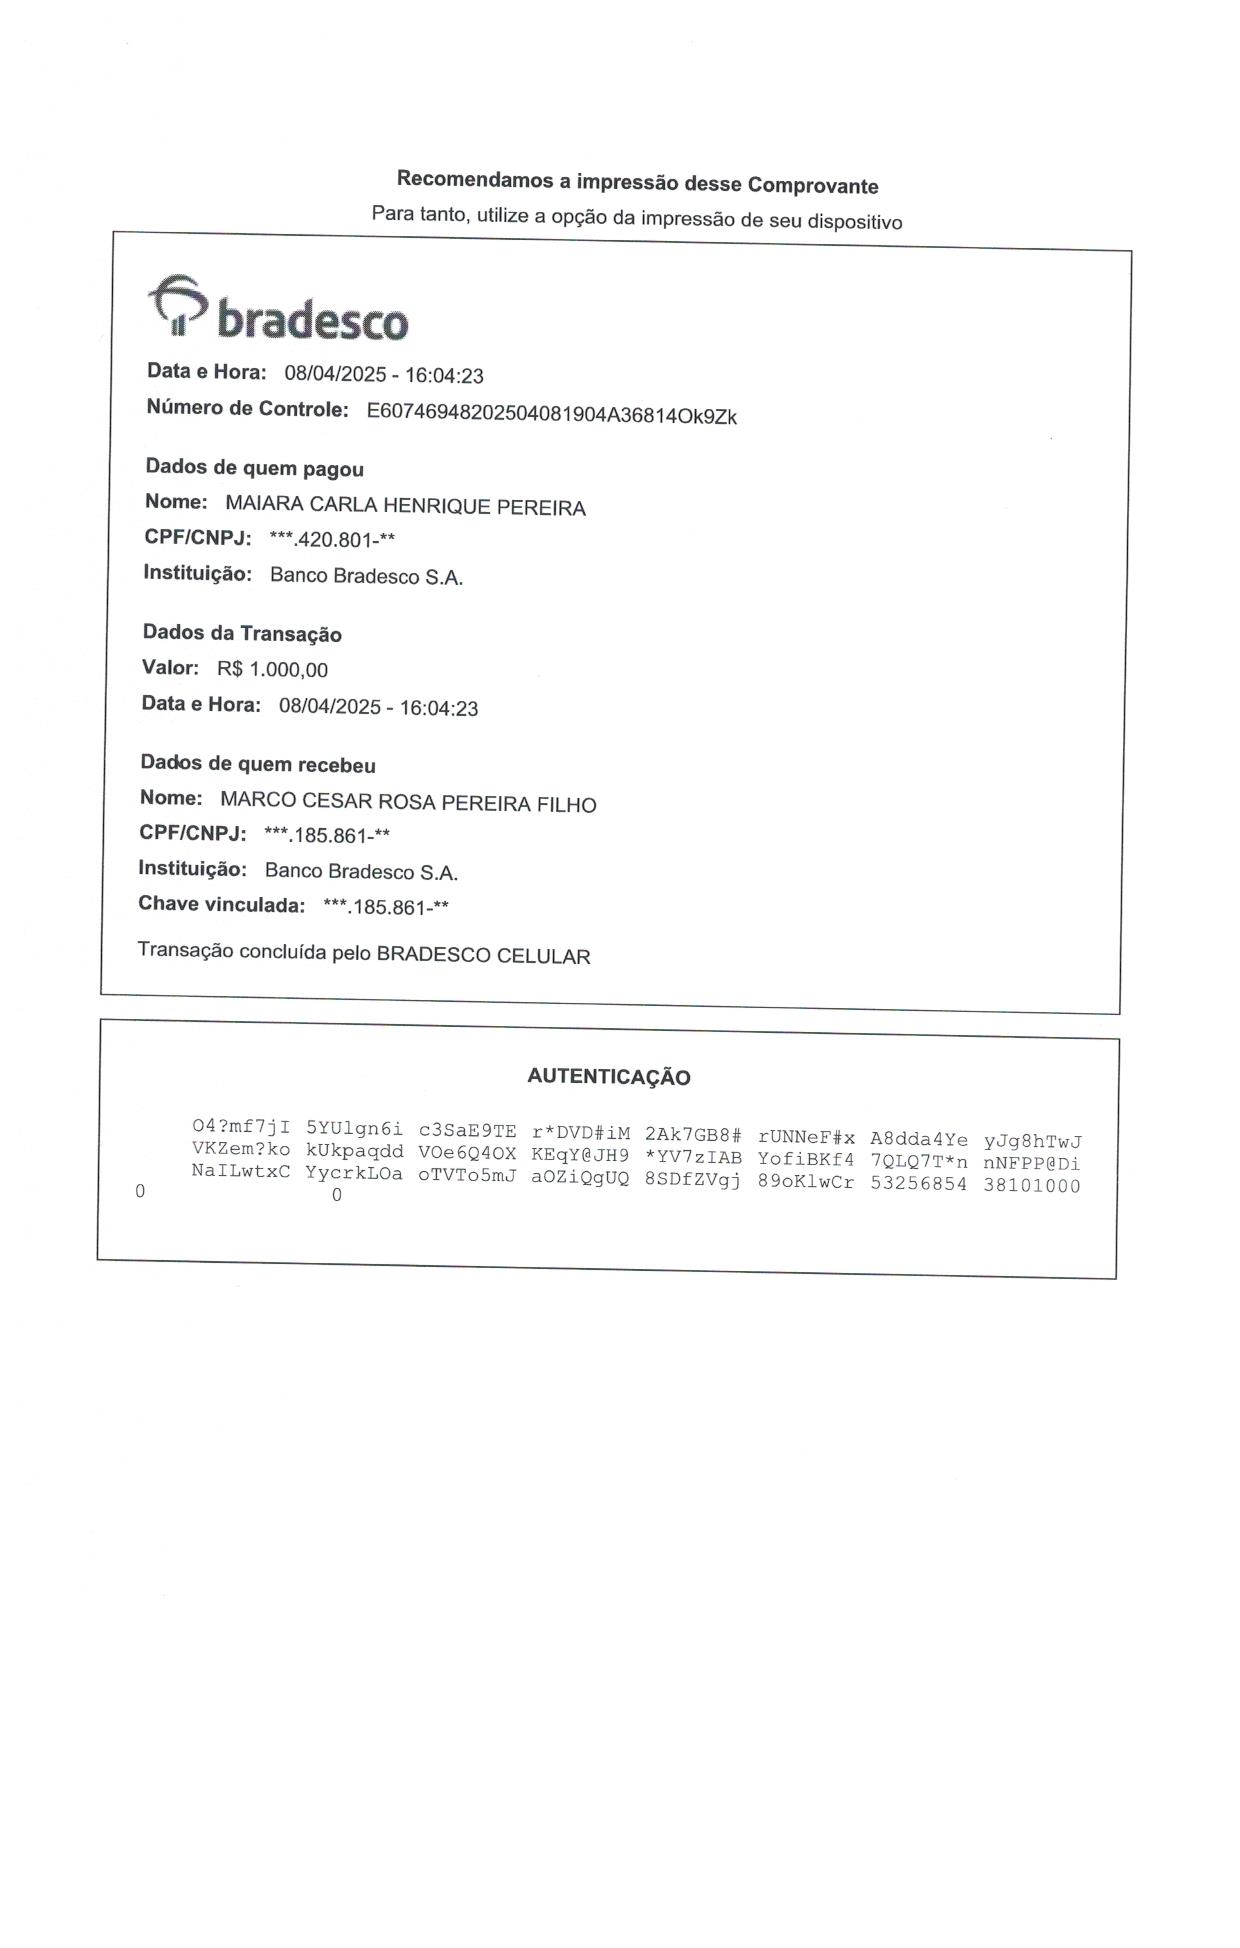 Recomendamos a impressão desse Comprovante
Para tanto, utilize a opção da impressão de seu dispositivo
bradesco
Data e Hora: 08/04/2025 - 16:04:23
Número de Controle: E60746948202504081904A36814Ok9Zk
Dados de quem pagou
Nome: MAIARA CARLA HENRIQUE PEREIRA
CPF/CNPJ: ***.420.801-**
Instituição: Banco Bradesco S.A.
Dados da Transação
Valor: R$ 1.000,00
Data e Hora: 08/04/2025 - 16:04:23
Dados de quem recebeu
Nome: MARCO CESAR ROSA PEREIRA FILHO
CPF/CNPJ: ***.185.861-**
Instituição: Banco Bradesco S.A.
Chave vinculada: ***.185.861-**
Transação concluída pelo BRADESCO CELULAR
AUTENTICAÇÃO
O4?mf7jI 5YUlgn6i c3SaE9TE r*DVD#iM 2Ak7GB8# rUNNeF#x A8dda4Ye yJg8hTwJ
VKZem?ko kUkpaqdd VOe6Q4OX KEqY@JH9 *YV7zIAB YofiBKf4 7QLQ7T*n nNFPP@Di
NaILwtxC YycrkLOa oTVTo5mJ aOZiQgUQ 8SDfZVgj 89oKlwCr 53256854 38101000
0 0